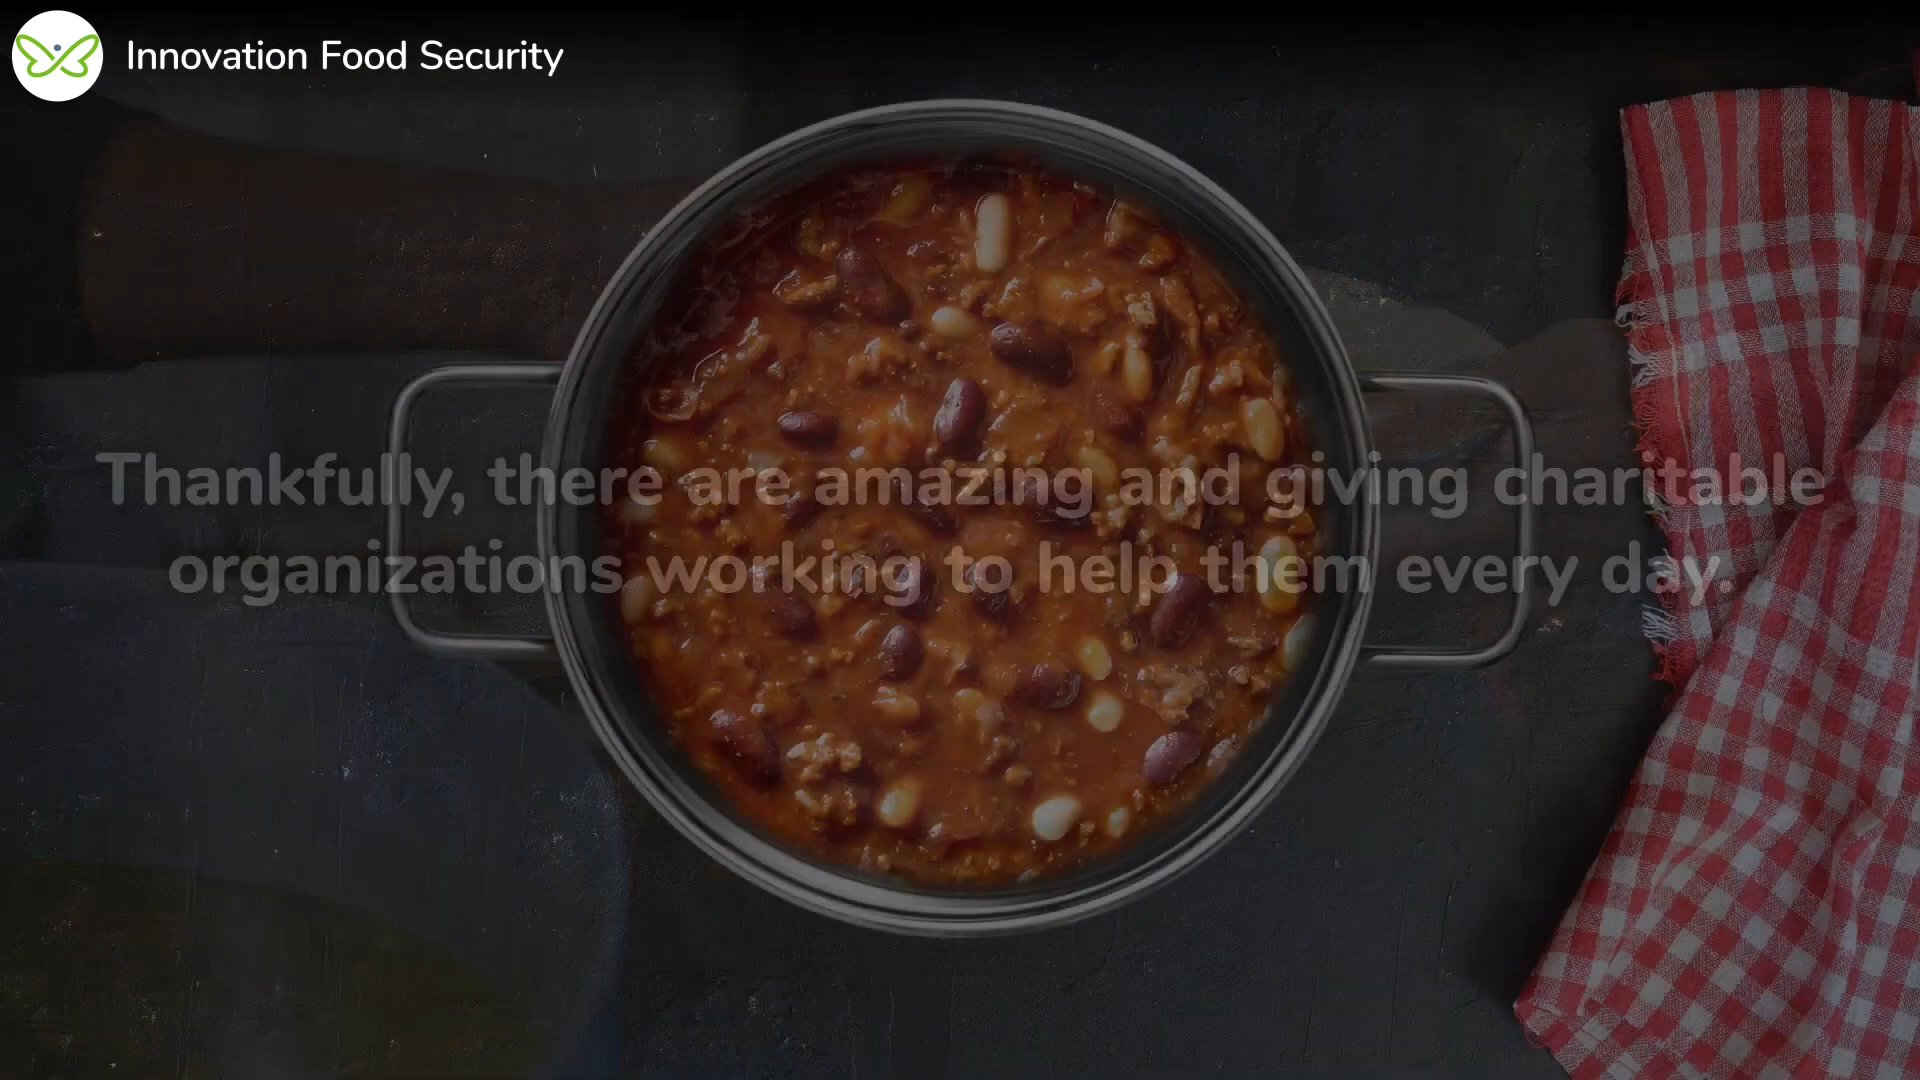 Innovation Food Security
Thankfully, there are amazing and giving charitable
organizations working to help them every day.